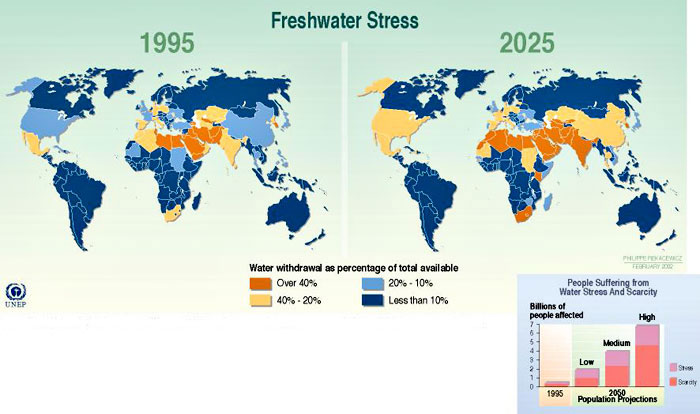 Freshwater Stress
1995
2025
PHILIPPE REKACEWICZ
FEBRUARY 2002
UNEP
Water withdrawal as percentage of total available
Over 40%
40% - 20%
20% - 10%
Less than 10%
People Suffering from
Water Stress And Scarcity
Billions of
people affected
7
6
5
4
3
2
1
0
Low
Medium
High
Stress
Scarcity
1995
2050
Population Projections